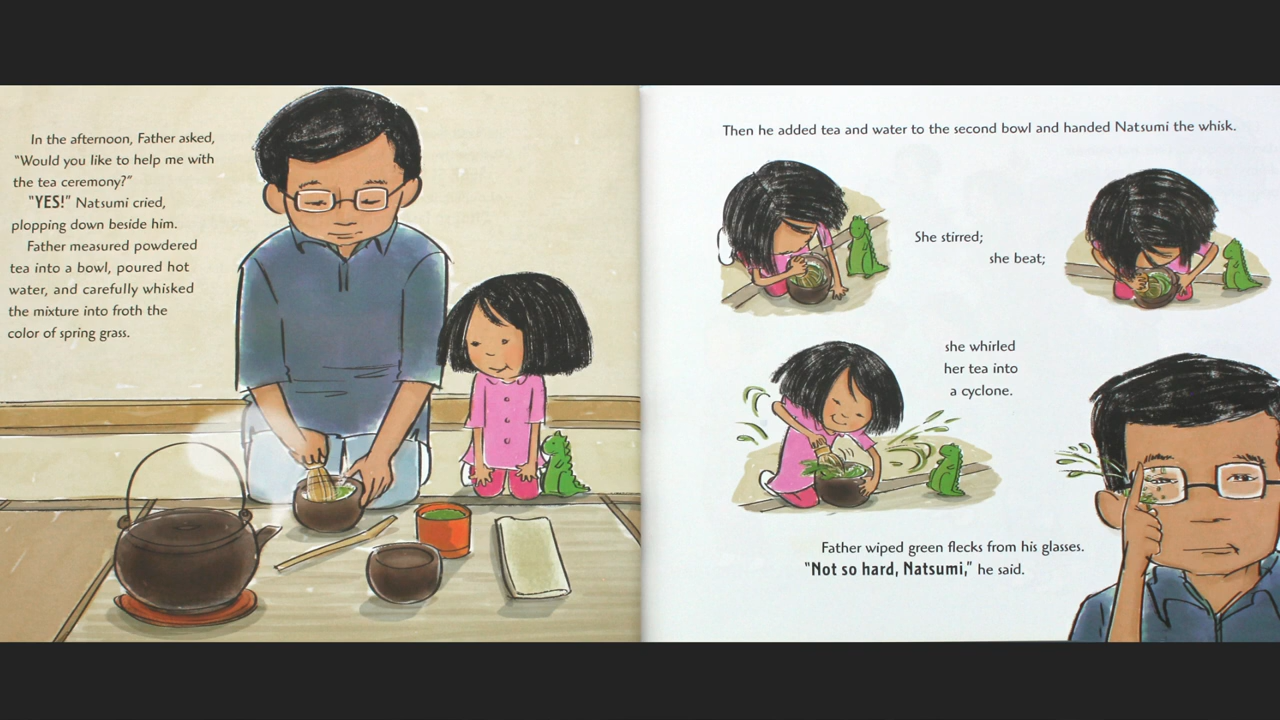 In the afternoon, Father asked,
"Would you like to help me with
the tea ceremony?"
"YES!" Natsumi cried,
plopping down beside him.
Father measured powdered
tea into a bowl, poured hot
water, and carefully whisked
the mixture into froth the
color of spring grass.
Then he added tea and water to the second bowl and handed Natsumi the whisk.
She stirred;
she beat;
she whirled
her tea into
a cyclone.
Father wiped green flecks from his glasses.
"Not so hard, Natsumi," he said.